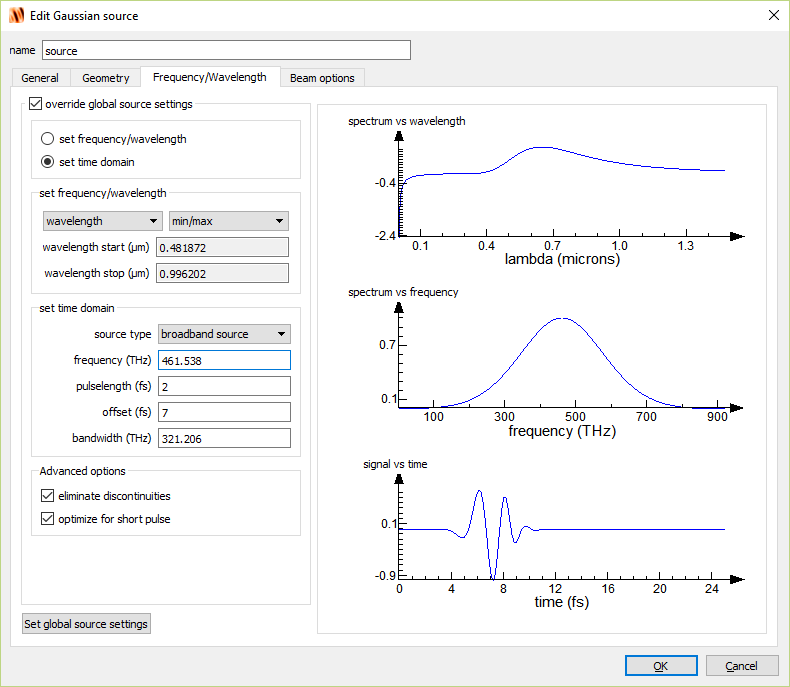 Edit Gaussian source
name source
General Geometry Frequency/Wavelength Beam options
override global source settings
set frequency/wavelength
set time domain
set frequency/wavelength
wavelength min/max
wavelength start (µm) 0.481872
wavelength stop (µm) 0.996202
set time domain
source type broadband source
frequency (THz) 461.538
pulselength (fs) 2
offset (fs) 7
bandwidth (THz) 321.206
Advanced options
eliminate discontinuities
optimize for short pulse
Set global source settings
spectrum vs wavelength
-0.4
-2.4
0.1 0.4 0.7 1.0 1.3
lambda (microns)
spectrum vs frequency
0.7
0.1
100 300 500 700 900
frequency (THz)
signal vs time
0.1
-0.9
0 4 8 12 16 20 24
time (fs)
OK Cancel